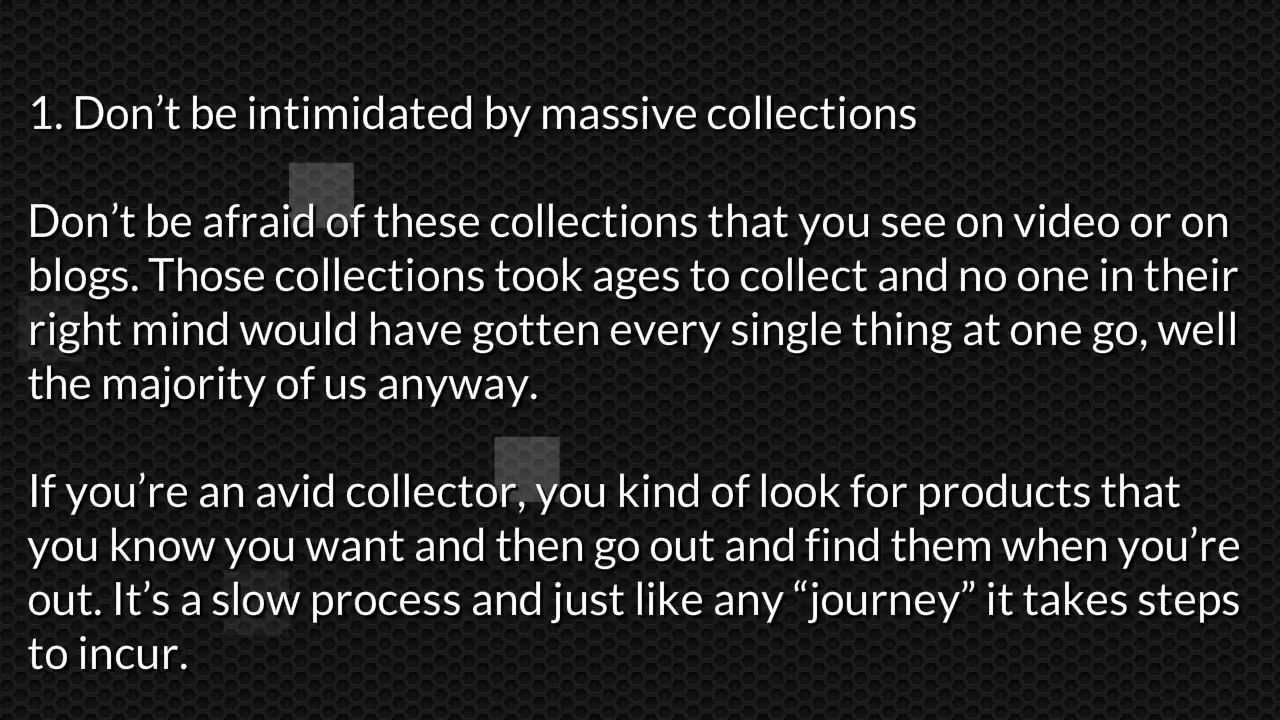 1. Don’t be intimidated by massive collections
Don’t be afraid of these collections that you see on video or on
blogs. Those collections took ages to collect and no one in their
right mind would have gotten every single thing at one go, well
the majority of us anyway.
If you’re an avid collector, you kind of look for products that
you know you want and then go out and find them when you’re
out. It’s a slow process and just like any “journey” it takes steps
to incur.